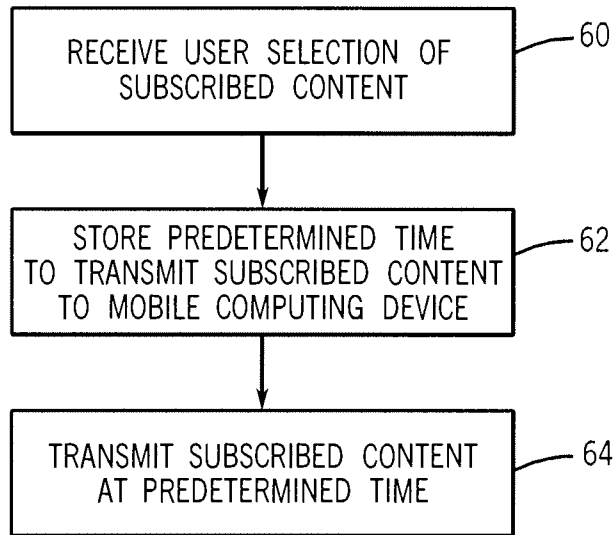 RECEIVE USER SELECTION OF
SUBSCRIBED CONTENT
60
STORE PREDETERMINED TIME
TO TRANSMIT SUBSCRIBED CONTENT
TO MOBILE COMPUTING DEVICE
62
TRANSMIT SUBSCRIBED CONTENT
AT PREDETERMINED TIME
64